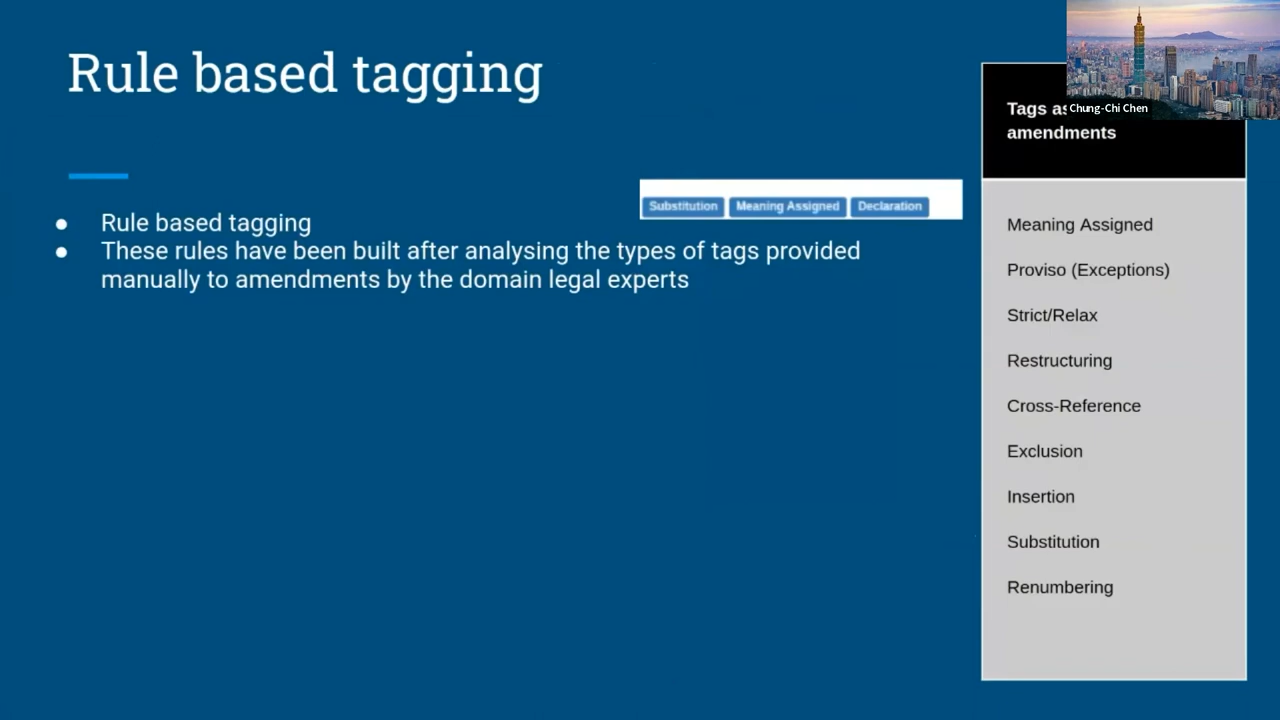 Rule based tagging
Chung-Chi Chen
Tags
amendments
Substitution Meaning Assigned Declaration
● Rule based tagging
● These rules have been built after analysing the types of tags provided
manually to amendments by the domain legal experts
Meaning Assigned
Proviso (Exceptions)
Strict/Relax
Restructuring
Cross-Reference
Exclusion
Insertion
Substitution
Renumbering